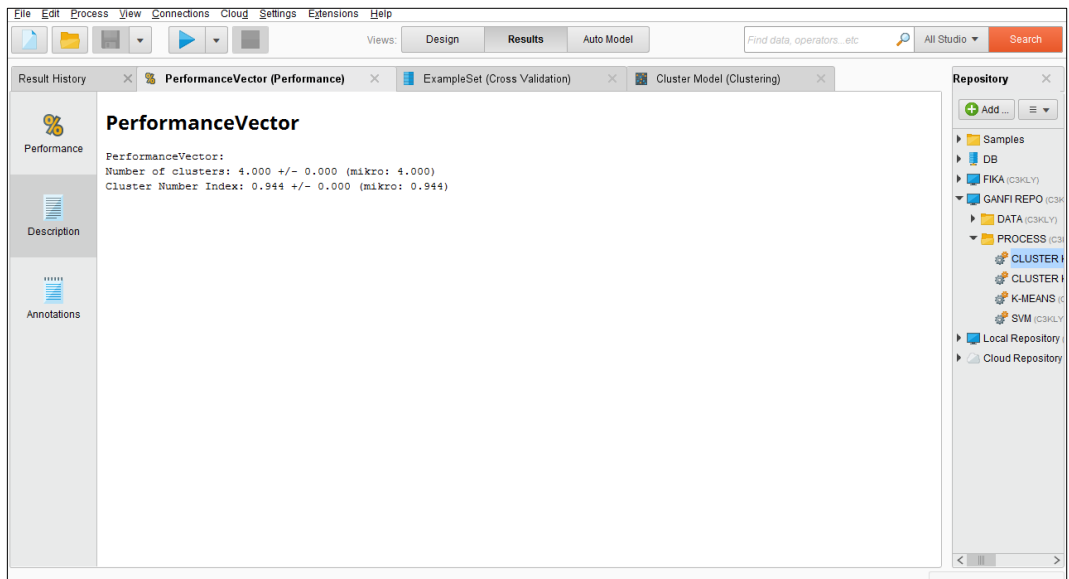 File Edit Process View Connections Cloud Settings Extensions Help
Views: Design Results Auto Model Find data, operators...etc All Studio Search
Result History PerformanceVector (Performance) ExampleSet (Cross Validation) Cluster Model (Clustering) Repository
Performance
Description
Annotations
PerformanceVector
PerformanceVector:
Number of clusters: 4.000 +/- 0.000 (mikro: 4.000)
Cluster Number Index: 0.944 +/- 0.000 (mikro: 0.944)
Add ...
Samples
DB
FIKA (C3KLY)
GANFI REPO (C3K
DATA (C3KLY)
PROCESS (C3
CLUSTER
CLUSTER
K-MEANS
SVM (C3KLY
Local Repository
Cloud Repository